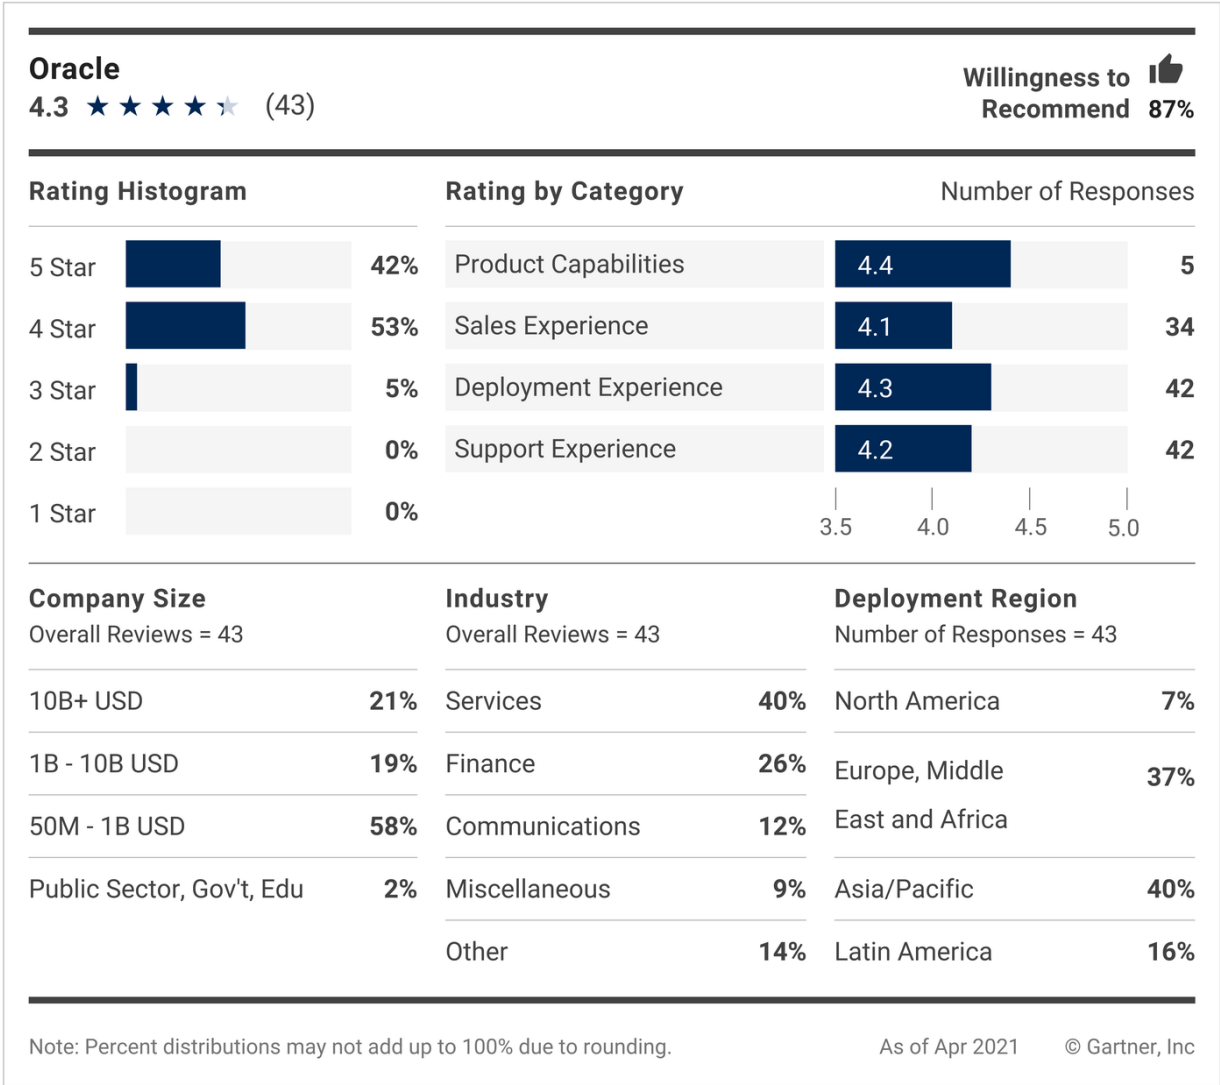 Oracle
4.3 (43)
Willingness to
Recommend 87%
Rating Histogram
5 Star 42%
4 Star 53%
3 Star 5%
2 Star 0%
1 Star 0%
Rating by Category Number of Responses
Product Capabilities 4.4 5
Sales Experience 4.1 34
Deployment Experience 4.3 42
Support Experience 4.2 42
3.5 4.0 4.5 5.0
Company Size
Overall Reviews = 43
10B+ USD 21%
1B - 10B USD 19%
50M - 1B USD 58%
Public Sector, Gov't, Edu 2%
Industry
Overall Reviews = 43
Services 40%
Finance 26%
Communications 12%
Miscellaneous 9%
Other 14%
Deployment Region
Number of Responses = 43
North America 7%
Europe, Middle 37%
East and Africa
Asia/Pacific 40%
Latin America 16%
Note: Percent distributions may not add up to 100% due to rounding.
As of Apr 2021 © Gartner, Inc